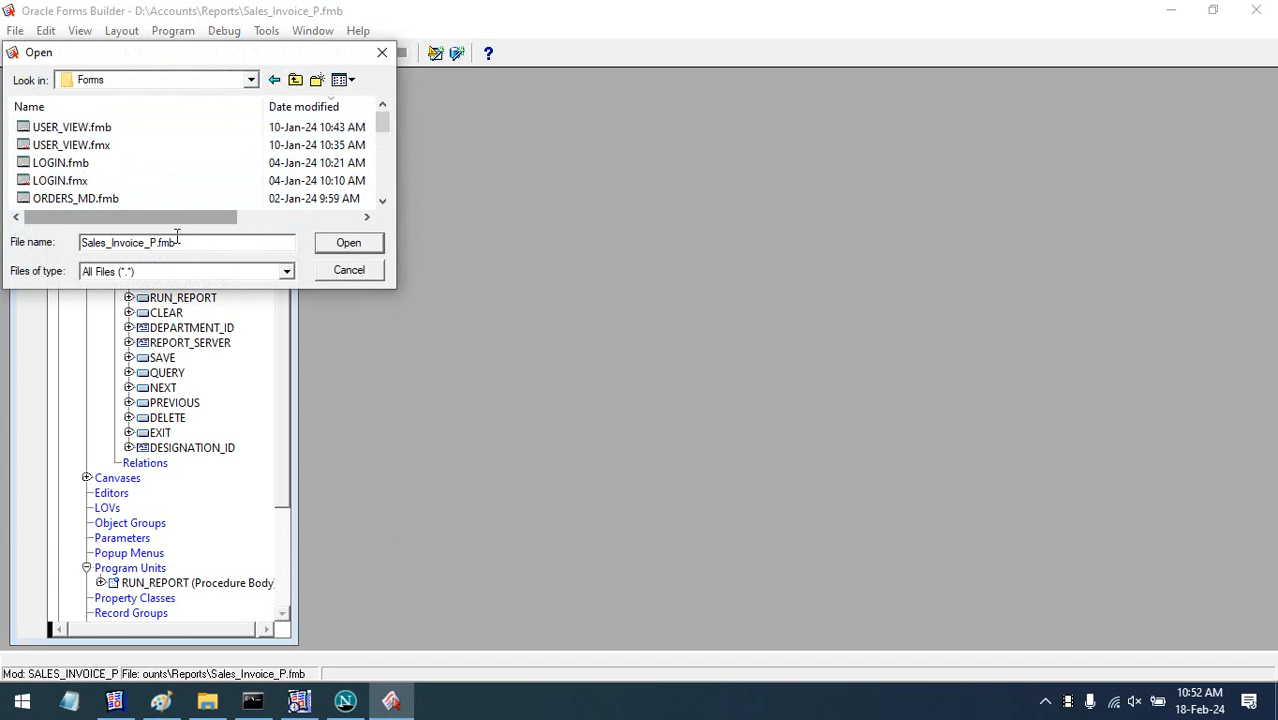 Oracle Forms Builder - D:\Accounts\Reports\Sales_Invoice_P.fmb
File Edit View Layout Program Debug Tools Window Help
Open
Look in: Forms
Name Date modified
USER_VIEW.fmb 10-Jan-24 10:43 AM
USER_VIEW.fmx 10-Jan-24 10:35 AM
LOGIN.fmb 04-Jan-24 10:21 AM
LOGIN.fmx 04-Jan-24 10:10 AM
ORDERS_MD.fmb 02-Jan-24 9:59 AM
File name: Sales_Invoice_P.fmb Open
Files of type: All Files (*.*) Cancel
RUN_REPORT
CLEAR
DEPARTMENT_ID
REPORT_SERVER
SAVE
QUERY
NEXT
PREVIOUS
DELETE
EXIT
DESIGNATION_ID
Relations
Canvases
Editors
LOVs
Object Groups
Parameters
Popup Menus
Program Units
RUN_REPORT (Procedure Body)
Property Classes
Record Groups
Mod: SALES_INVOICE_P File: ounts\Reports\Sales_Invoice_P.fmb
10:52 AM
18-Feb-24